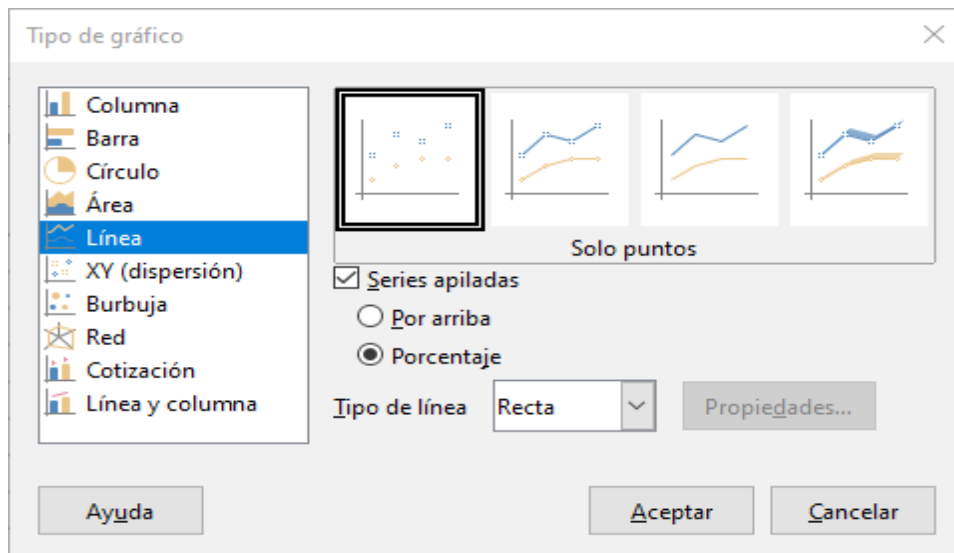 Tipo de gráfico
Columna
Barra
Círculo
Área
Línea
XY (dispersión)
Burbuja
Red
Cotización
Línea y columna
Solo puntos
Series apiladas
Por arriba
Porcentaje
Tipo de línea Recta Propiedades...
Ayuda Aceptar Cancelar